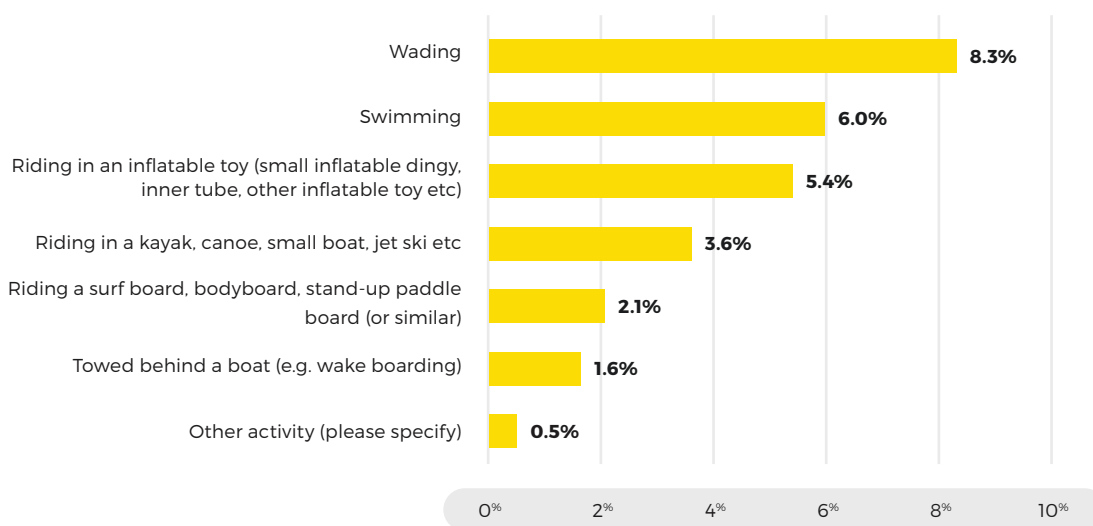 Wading
8.3%
Swimming
6.0%
Riding in an inflatable toy (small inflatable dingy,
inner tube, other inflatable toy etc)
5.4%
Riding in a kayak, canoe, small boat, jet ski etc
3.6%
Riding a surf board, bodyboard, stand-up paddle
board (or similar)
2.1%
Towed behind a boat (e.g. wake boarding)
1.6%
Other activity (please specify)
0.5%
0% 2% 4% 6% 8% 10%